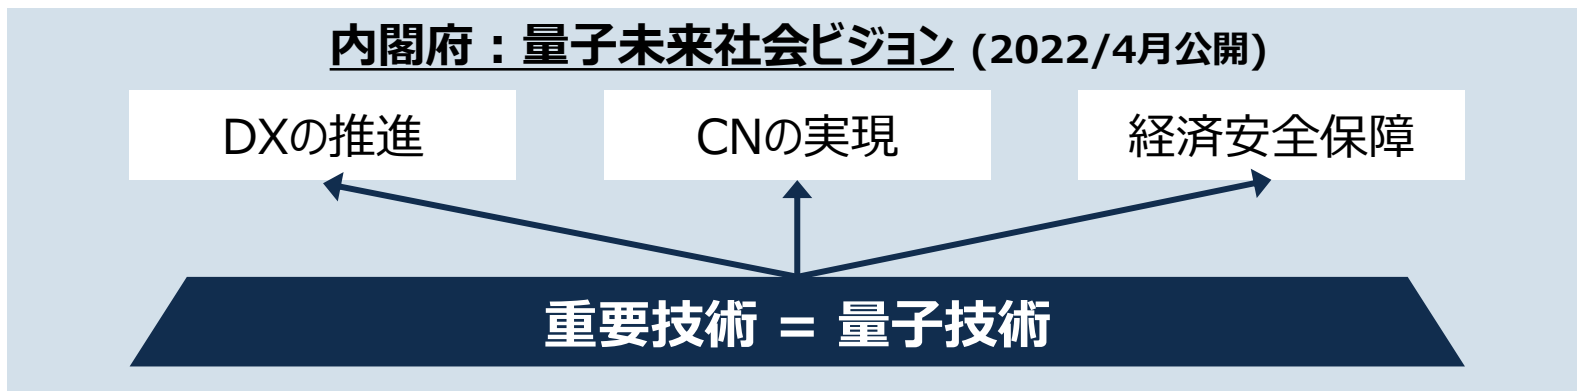 内閣府：量子未来社会ビジョン (2022/4月公開)
DXの推進
CNの実現
経済安全保障
重要技術 = 量子技術